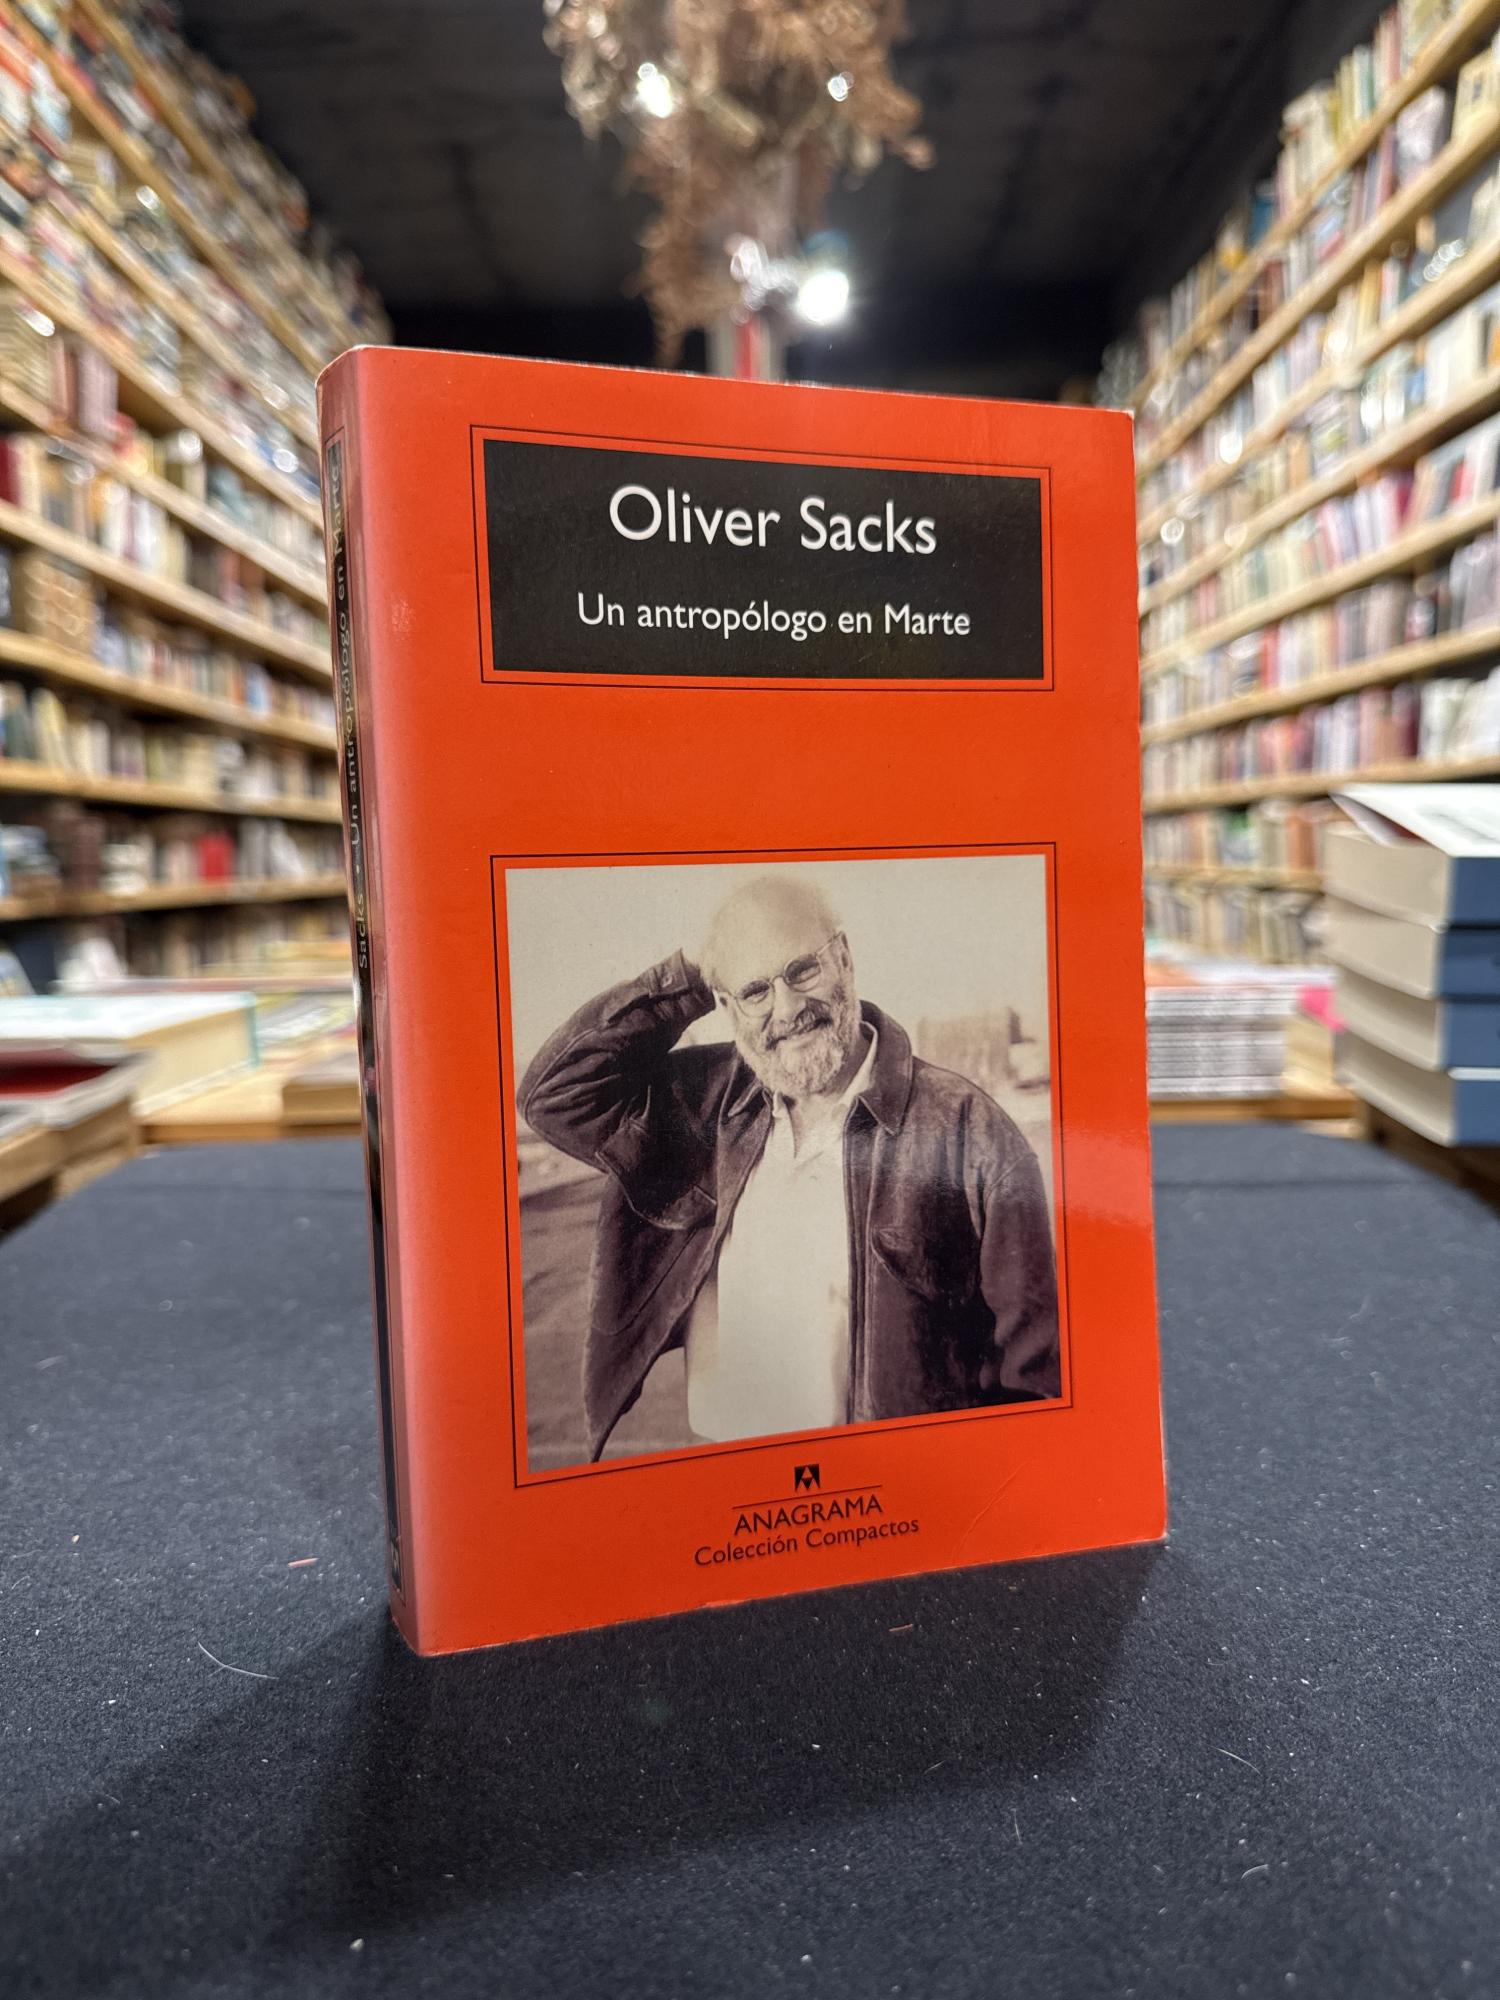 Oliver Sacks
Un antropólogo en Marte
ANAGRAMA
Colección Compactos
Sacks • Un antropólogo en Marte